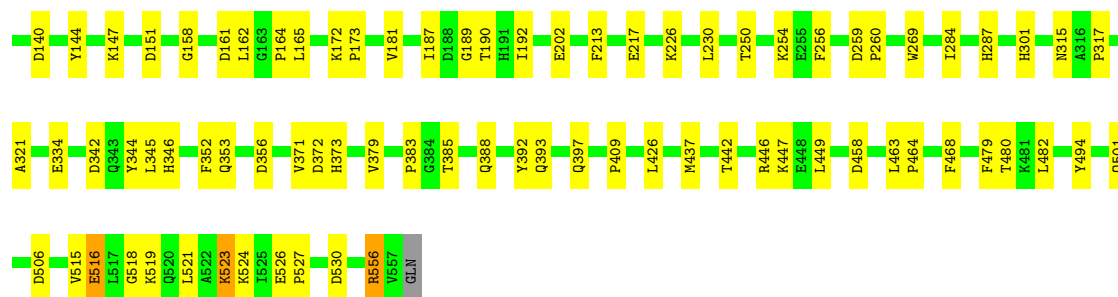 D140 Y144 K147 D151 G158 D161 L162 G163 P164 L165 K172 P173 V181 I187 D188 G189 T190 H191 I192 E202 F213 E217 K226 L230 T250 K254 E255 F256 D259 P260 W269 I284 H287 H301 N315 A316 P317
A321 E334 D342 Q343 Y344 L345 H346 F352 Q353 D356 V371 D372 H373 V379 P383 G384 T385 Q388 Y392 Q393 Q397 P409 L426 M437 T442 R446 K447 E448 L449 D458 L463 P464 F468 F479 T480 K481 L482 Y494
D506 V515 E516 L517 G518 K519 Q520 L521 A522 K523 K524 I525 E526 P527 D530 R556 V557 GLN